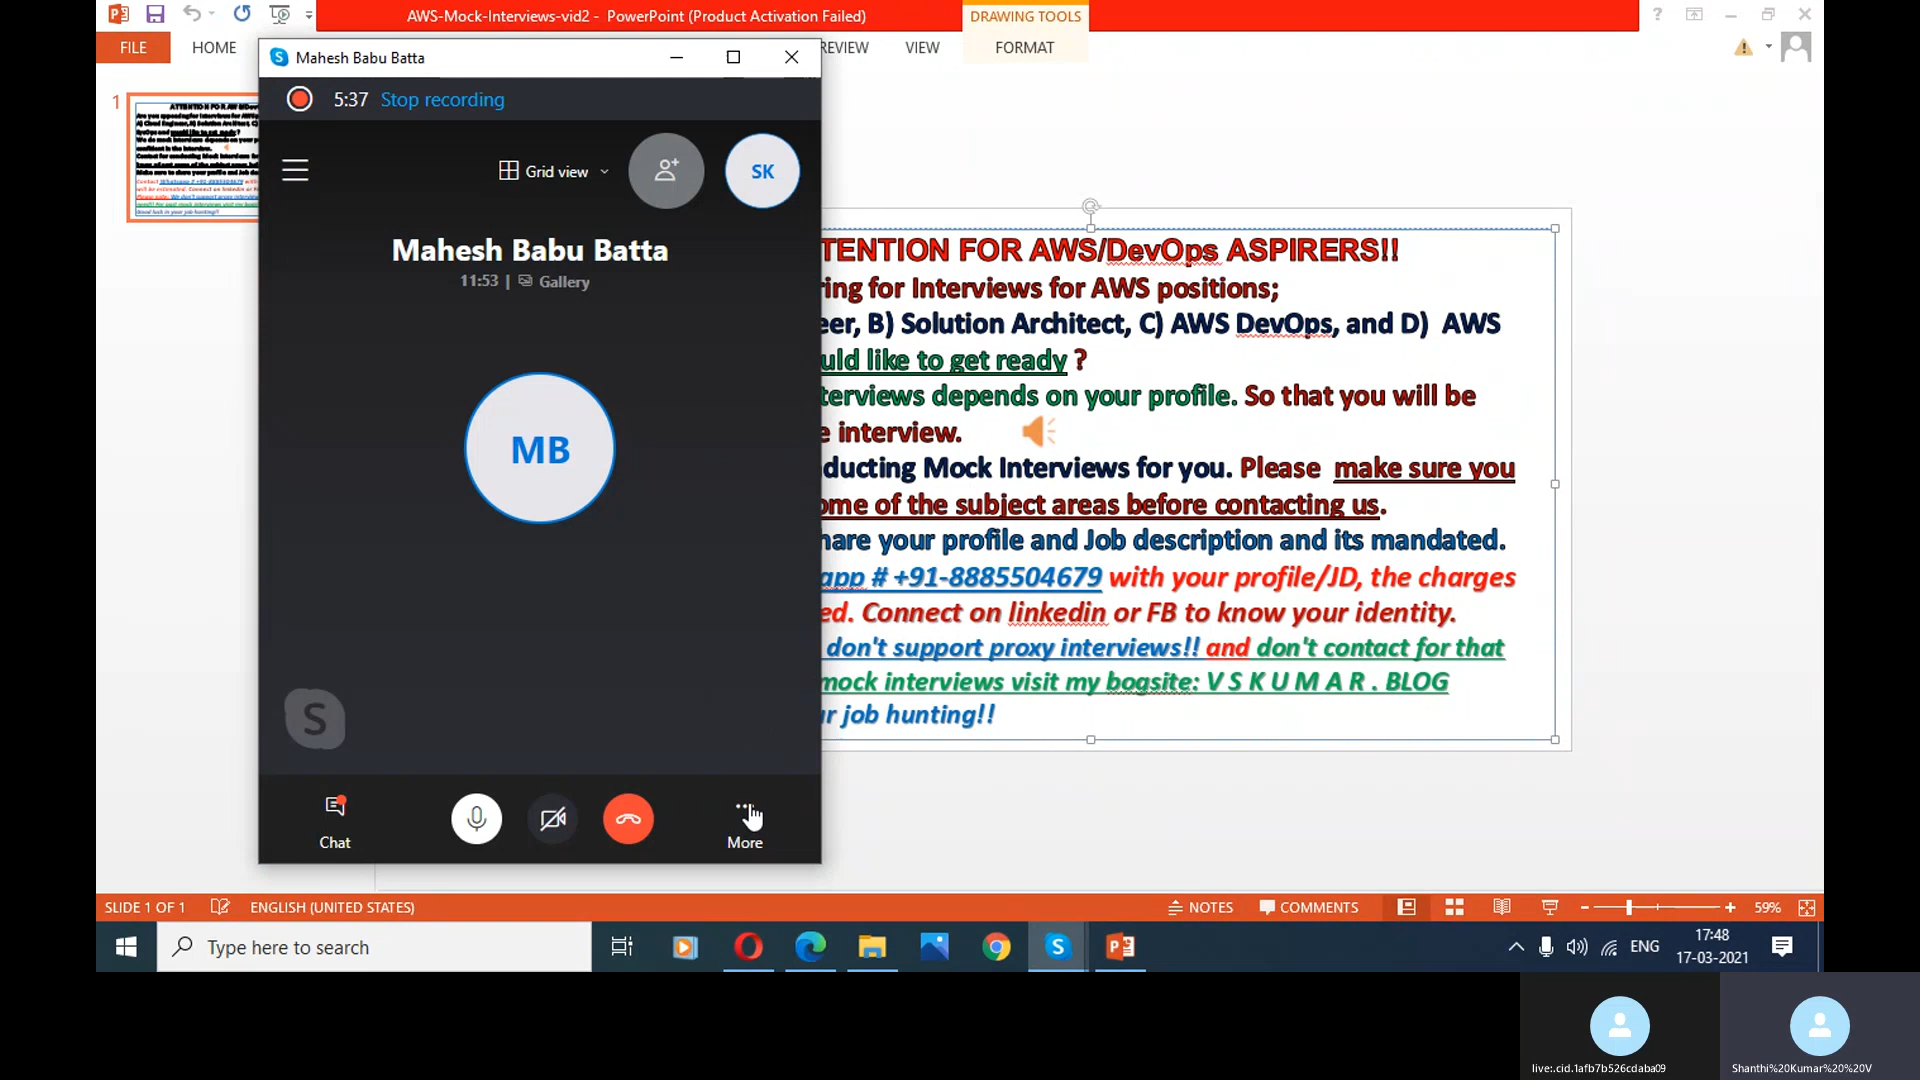 AWS-Mock-Interviews-vid2 - PowerPoint (Product Activation Failed)
DRAWING TOOLS
?
FILE
HOME
REVIEW
VIEW
FORMAT
Mahesh Babu Batta
5:37 Stop recording
Grid view
SK
Mahesh Babu Batta
11:53 | Gallery
MB
S
Chat
More
1
TENTION FOR AWS/DevOps ASPIRERS!!
ring for Interviews for AWS positions;
eer, B) Solution Architect, C) AWS DevOps, and D) AWS
uld like to get ready ?
terviews depends on your profile. So that you will be
e interview.
ducting Mock Interviews for you. Please make sure you
ome of the subject areas before contacting us.
hare your profile and Job description and its mandated.
app # +91-8885504679 with your profile/JD, the charges
ed. Connect on linkedin or FB to know your identity.
don't support proxy interviews!! and don't contact for that
mock interviews visit my bogsite: V S K U M A R . BLOG
ur job hunting!!
SLIDE 1 OF 1
ENGLISH (UNITED STATES)
NOTES
COMMENTS
59%
Type here to search
ENG
17:48
17-03-2021
live:.cid.1afb7b526cdaba09
Shanthi%20Kumar%20%20V